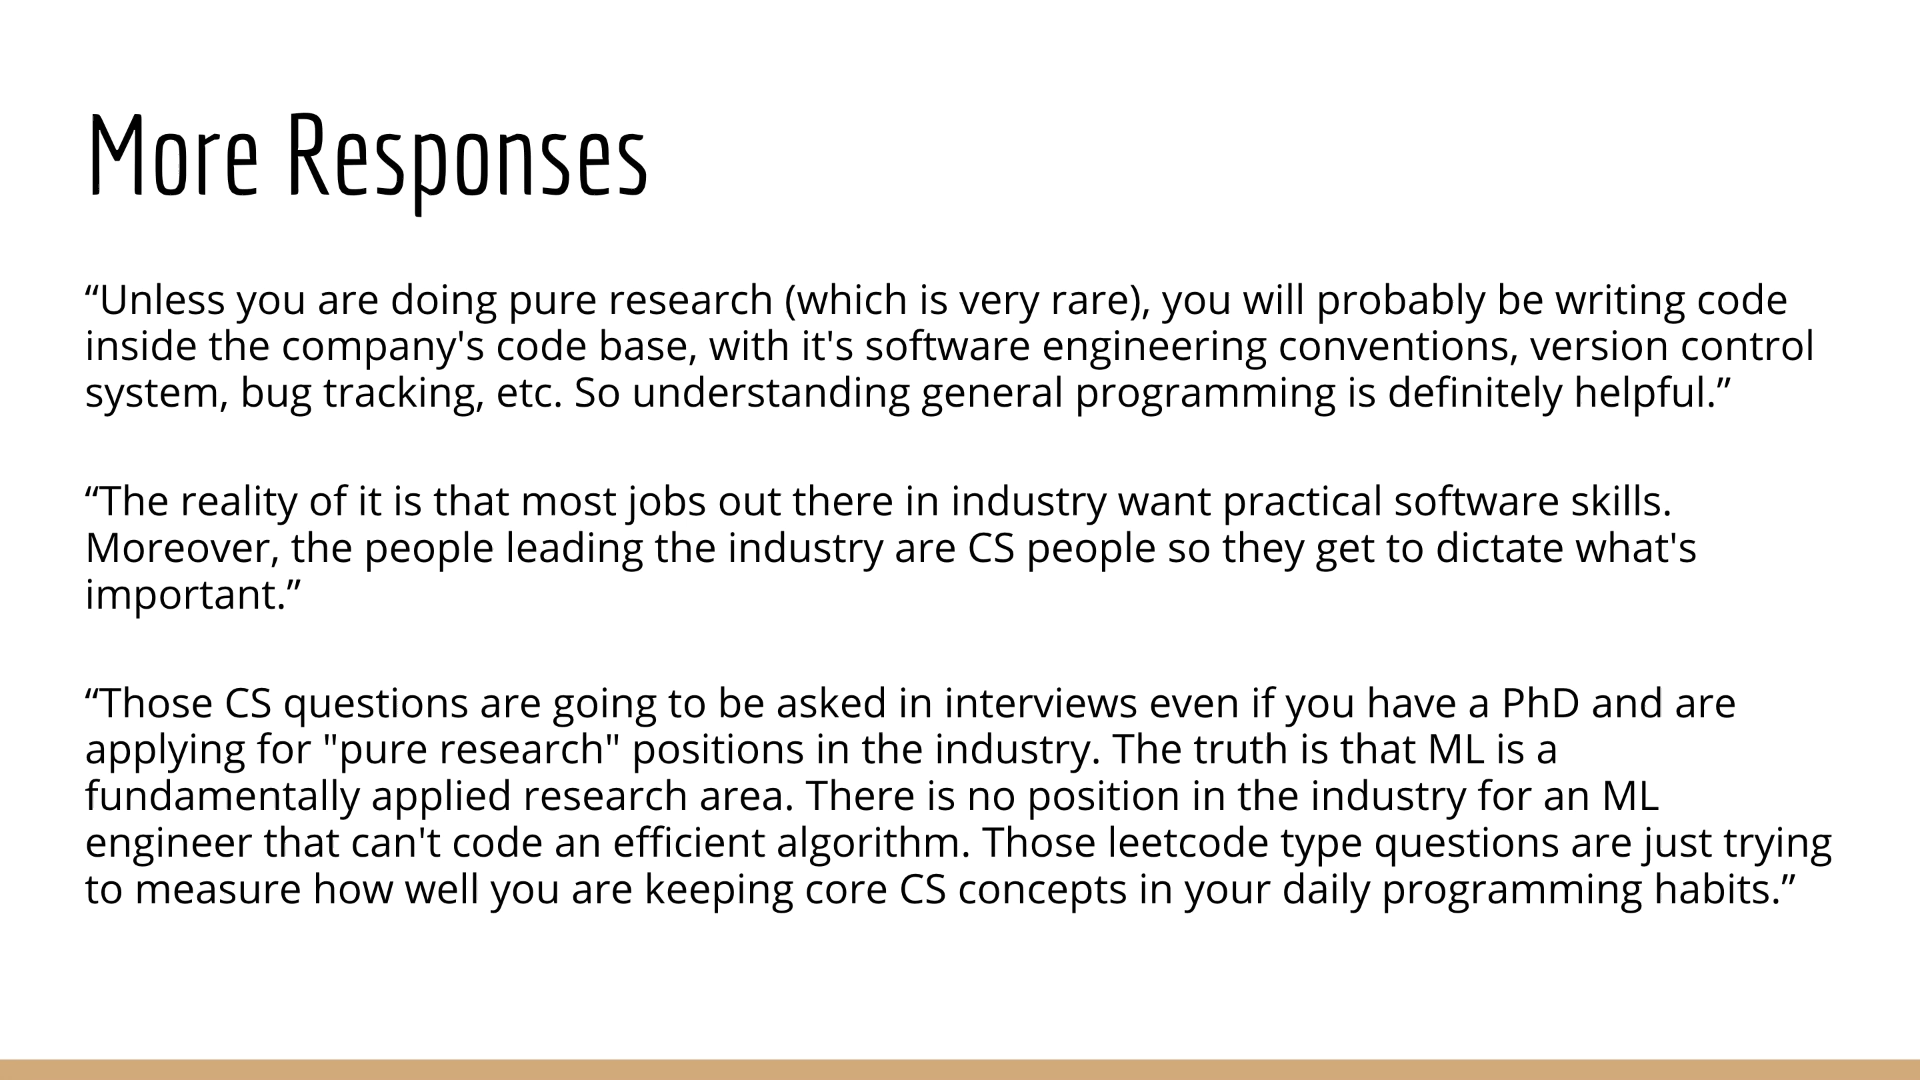 More Responses
“Unless you are doing pure research (which is very rare), you will probably be writing code
inside the company's code base, with it's software engineering conventions, version control
system, bug tracking, etc. So understanding general programming is definitely helpful.”
“The reality of it is that most jobs out there in industry want practical software skills.
Moreover, the people leading the industry are CS people so they get to dictate what's
important.”
“Those CS questions are going to be asked in interviews even if you have a PhD and are
applying for "pure research" positions in the industry. The truth is that ML is a
fundamentally applied research area. There is no position in the industry for an ML
engineer that can't code an efficient algorithm. Those leetcode type questions are just trying
to measure how well you are keeping core CS concepts in your daily programming habits.”